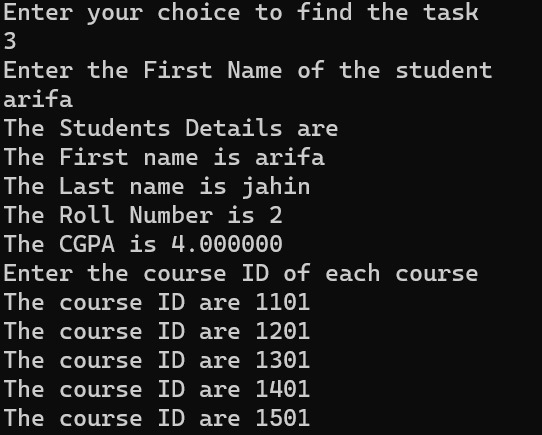 Enter your choice to find the task
3
Enter the First Name of the student
arifa
The Students Details are
The First name is arifa
The Last name is jahin
The Roll Number is 2
The CGPA is 4.000000
Enter the course ID of each course
The course ID are 1101
The course ID are 1201
The course ID are 1301
The course ID are 1401
The course ID are 1501